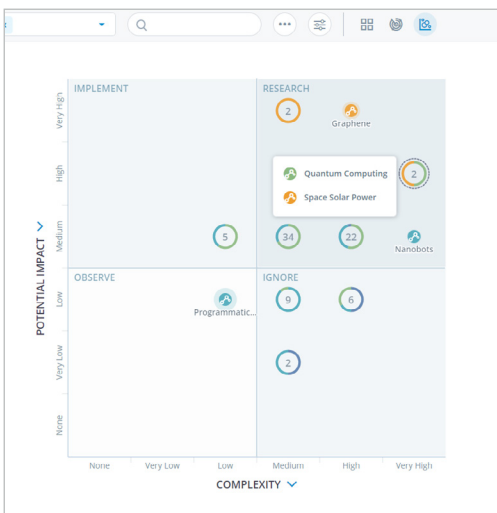 IMPLEMENT
RESEARCH
Very High
2
Graphene
High
Quantum Computing
2
Space Solar Power
Medium
5
34
22
Nanobots
POTENTIAL IMPACT
OBSERVE
IGNORE
Low
Programmatic...
9
6
Very Low
2
None
None Very Low Low Medium High Very High
COMPLEXITY